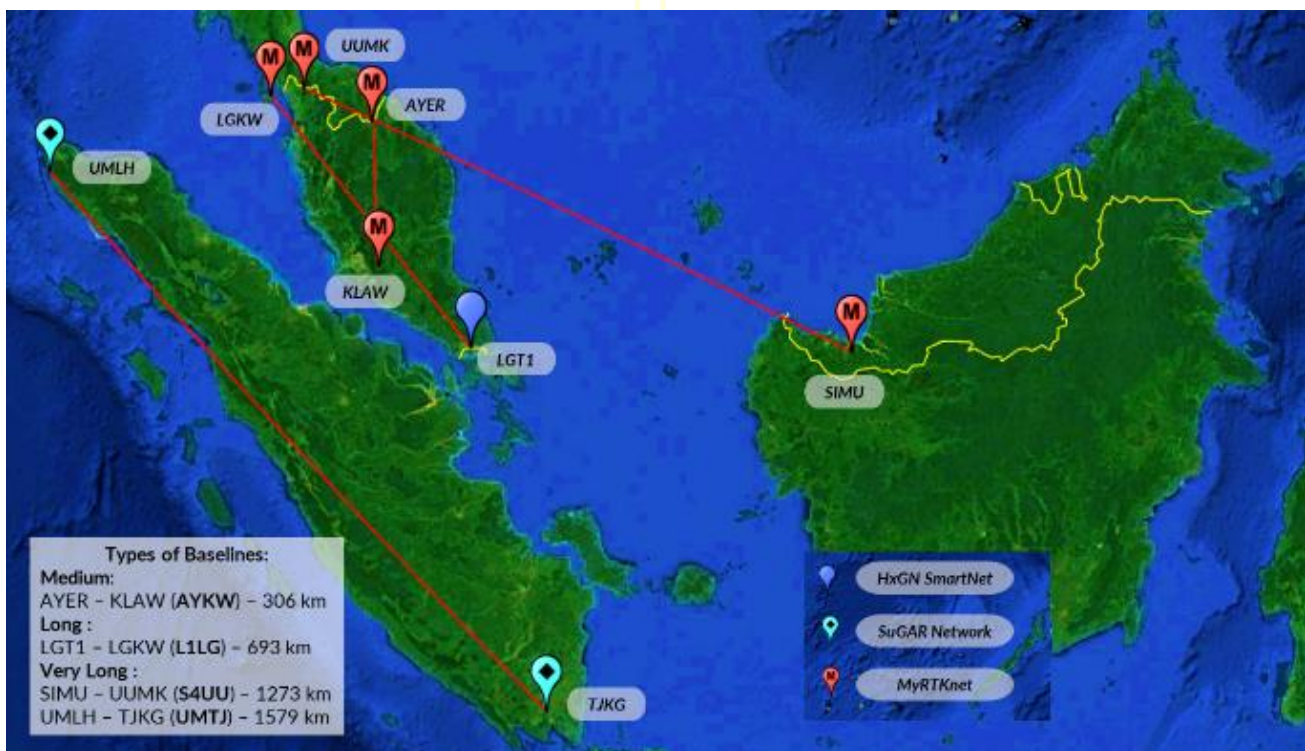 M
M
UUMK
M
LGKW
AYER
UMLH
M
KLAW
M
LGT1
SIMU
Types of Baselines:
Medium:
AYER – KLAW (AYKW) – 306 km
Long :
LGT1 – LGKW (L1LG) – 693 km
Very Long :
SIMU – UUMK (S4UU) – 1273 km
UMLH – TJKG (UMTJ) – 1579 km
TJKG
HxGN SmartNet
SuGAR Network
M
MyRTKnet